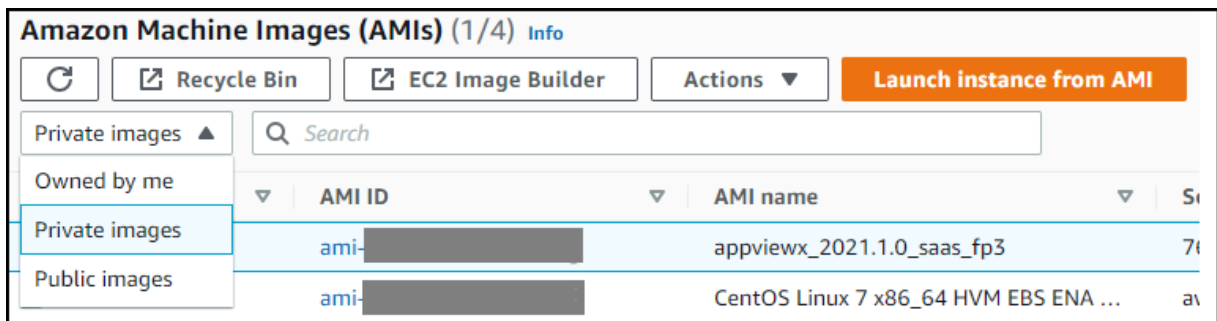 Amazon Machine Images (AMIs) (1/4) Info
Recycle Bin EC2 Image Builder Actions Launch instance from AMI
Private images Search
Owned by me
AMI ID AMI name
Private images
ami- appviewx_2021.1.0_saas_fp3
Public images
ami- CentOS Linux 7 x86_64 HVM EBS ENA ...